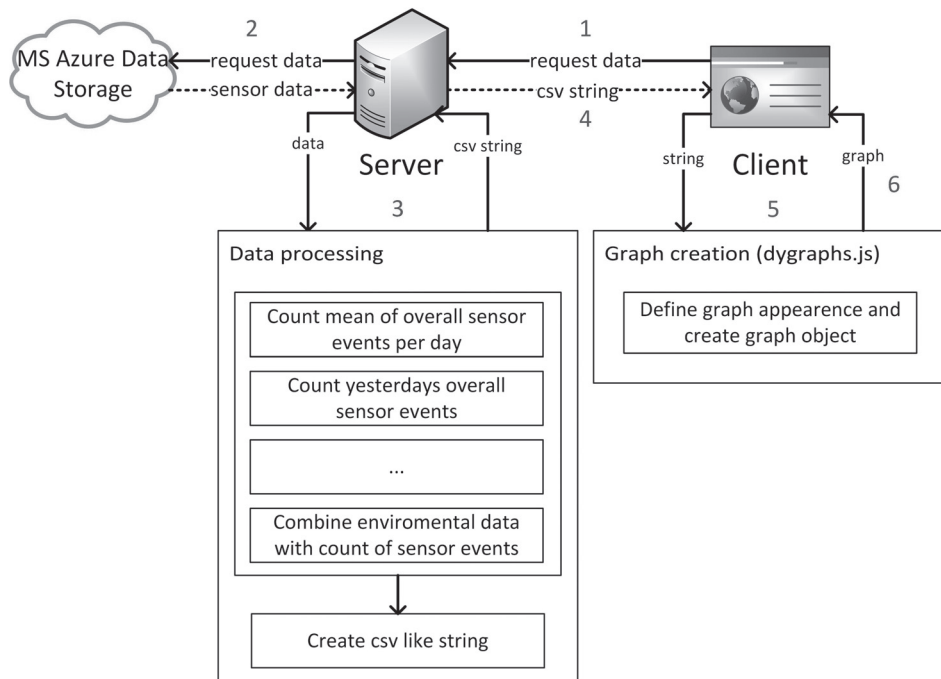 2
1
MS Azure Data
Storage
request data
sensor data
request data
csv string
4
data
csv string
string
graph
Server
Client
6
3
5
Data processing
Count mean of overall sensor
events per day
Count yesterdays overall
sensor events
...
Combine enviromental data
with count of sensor events
Create csv like string
Graph creation (dygraphs.js)
Define graph appearence and
create graph object